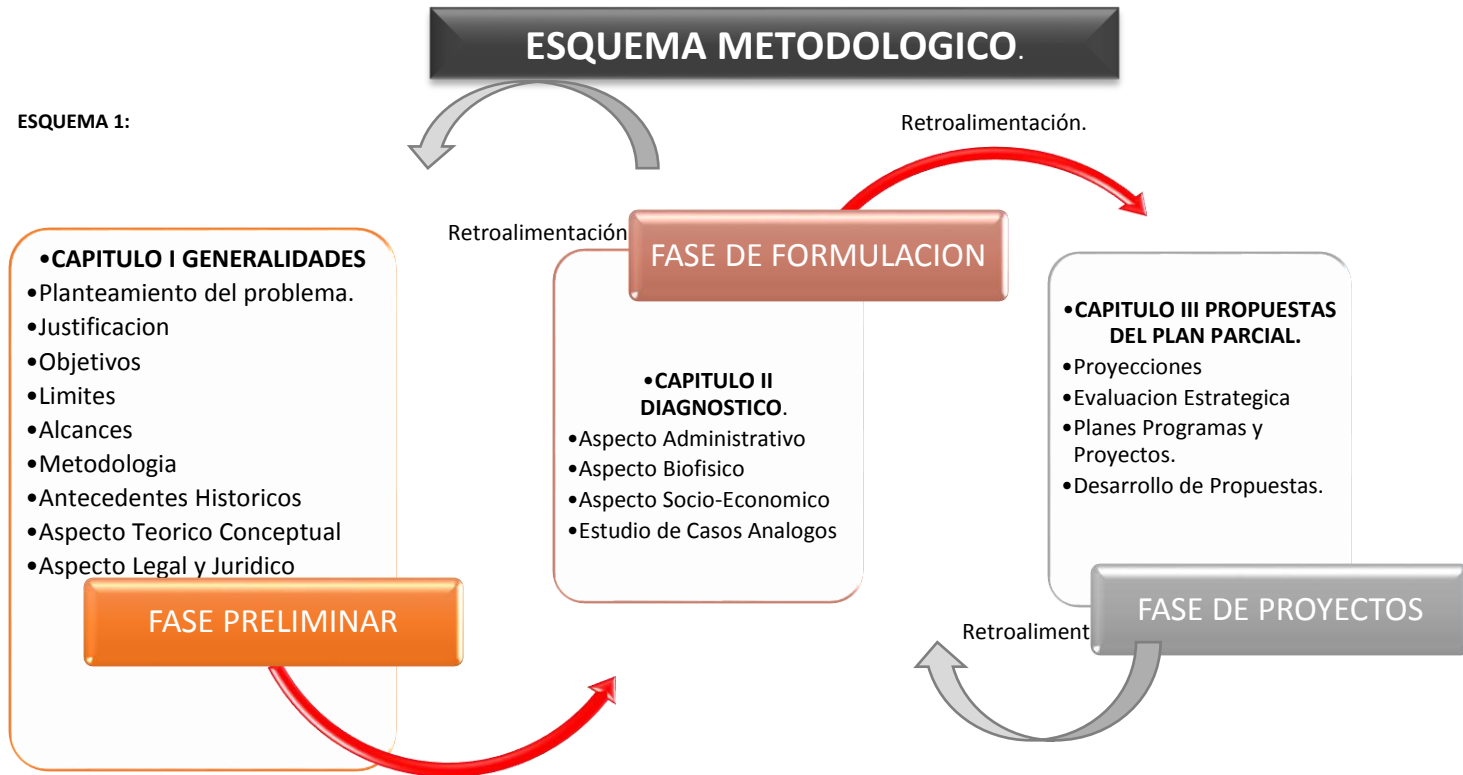 ESQUEMA METODOLOGICO.
ESQUEMA 1:
Retroalimentación.
Retroalimentación
•CAPITULO I GENERALIDADES
•Planteamiento del problema.
•Justificacion
•Objetivos
•Limites
•Alcances
•Metodologia
•Antecedentes Historicos
•Aspecto Teorico Conceptual
•Aspecto Legal y Juridico
FASE PRELIMINAR
FASE DE FORMULACION
•CAPITULO II
DIAGNOSTICO.
•Aspecto Administrativo
•Aspecto Biofisico
•Aspecto Socio-Economico
•Estudio de Casos Analogos
•CAPITULO III PROPUESTAS
DEL PLAN PARCIAL.
•Proyecciones
•Evaluacion Estrategica
•Planes Programas y
Proyectos.
•Desarrollo de Propuestas.
FASE DE PROYECTOS
Retroaliment